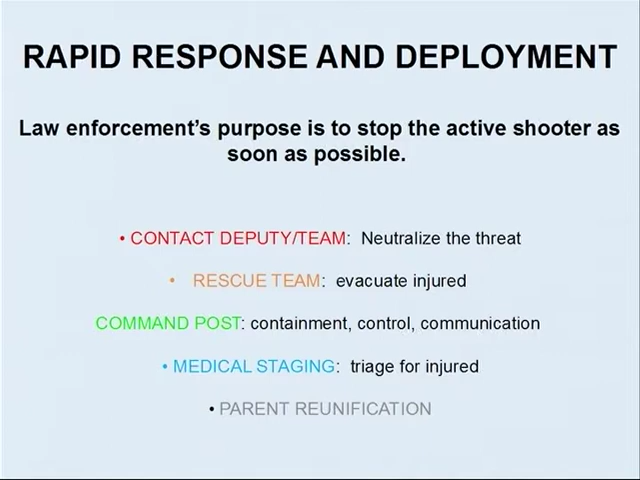 RAPID RESPONSE AND DEPLOYMENT
Law enforcement's purpose is to stop the active shooter as
soon as possible.
• CONTACT DEPUTY/TEAM: Neutralize the threat
• RESCUE TEAM: evacuate injured
COMMAND POST: containment, control, communication
• MEDICAL STAGING: triage for injured
• PARENT REUNIFICATION